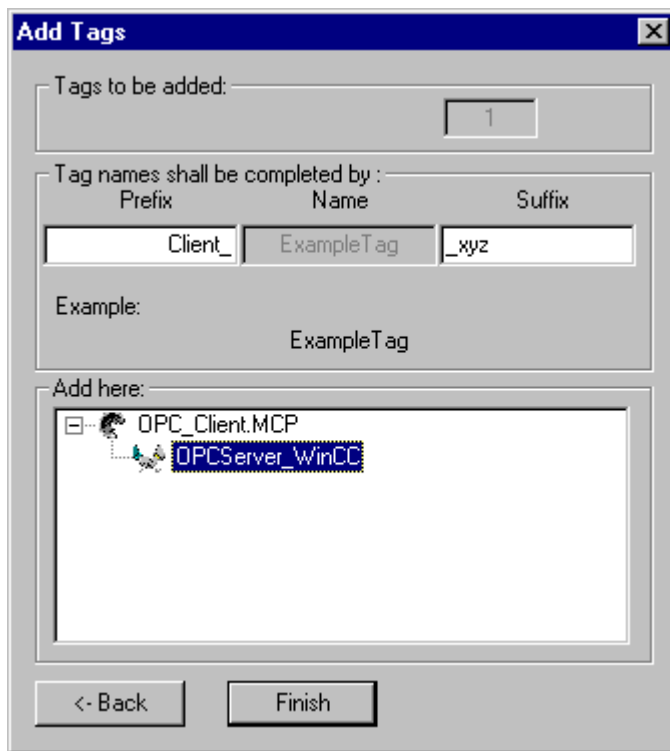 Add Tags
Tags to be added:
1
Tag names shall be completed by :
Prefix Name Suffix
Client_ ExampleTag _xyz
Example:
ExampleTag
Add here:
OPC_Client.MCP
OPCServer_WinCC
<- Back Finish